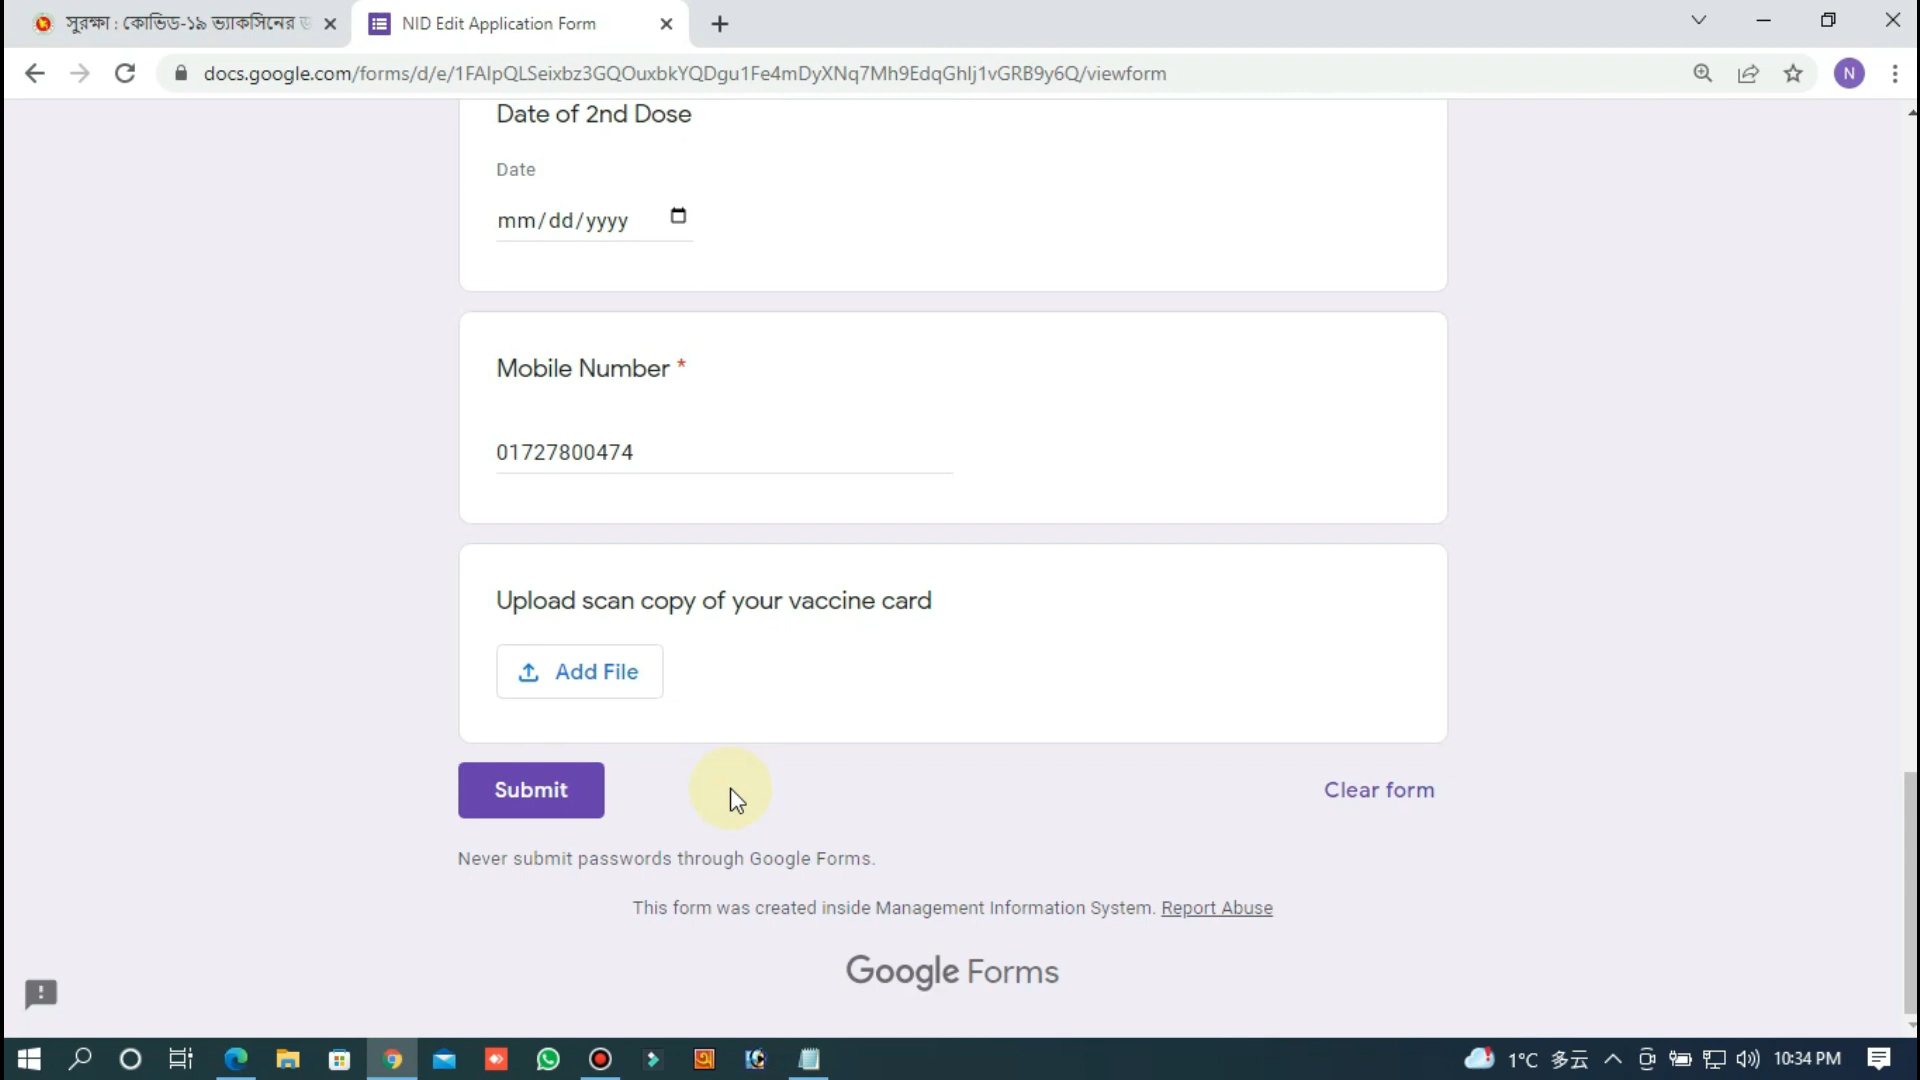 সুরক্ষা : কোভিড-১৯ ভ্যাকসিনের
NID Edit Application Form
docs.google.com/forms/d/e/1FAIpQLSeixbz3GQOuxbkYQDgu1Fe4mDyXNq7Mh9EdqGhIj1vGRB9y6Q/viewform
N
Date of 2nd Dose
Date
mm/dd/yyyy
Mobile Number *
01727800474
Upload scan copy of your vaccine card
Add File
Submit
Clear form
Never submit passwords through Google Forms.
This form was created inside Management Information System. Report Abuse
Google Forms
1°C 多云
10:34 PM